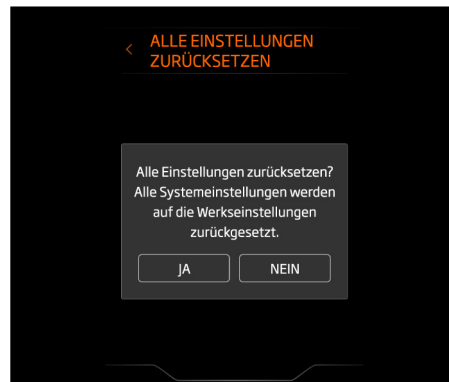 ALLE EINSTELLUNGEN
ZURÜCKSETZEN
Alle Einstellungen zurücksetzen?
Alle Systemeinstellungen werden
auf die Werkseinstellungen
zurückgesetzt.
JA NEIN